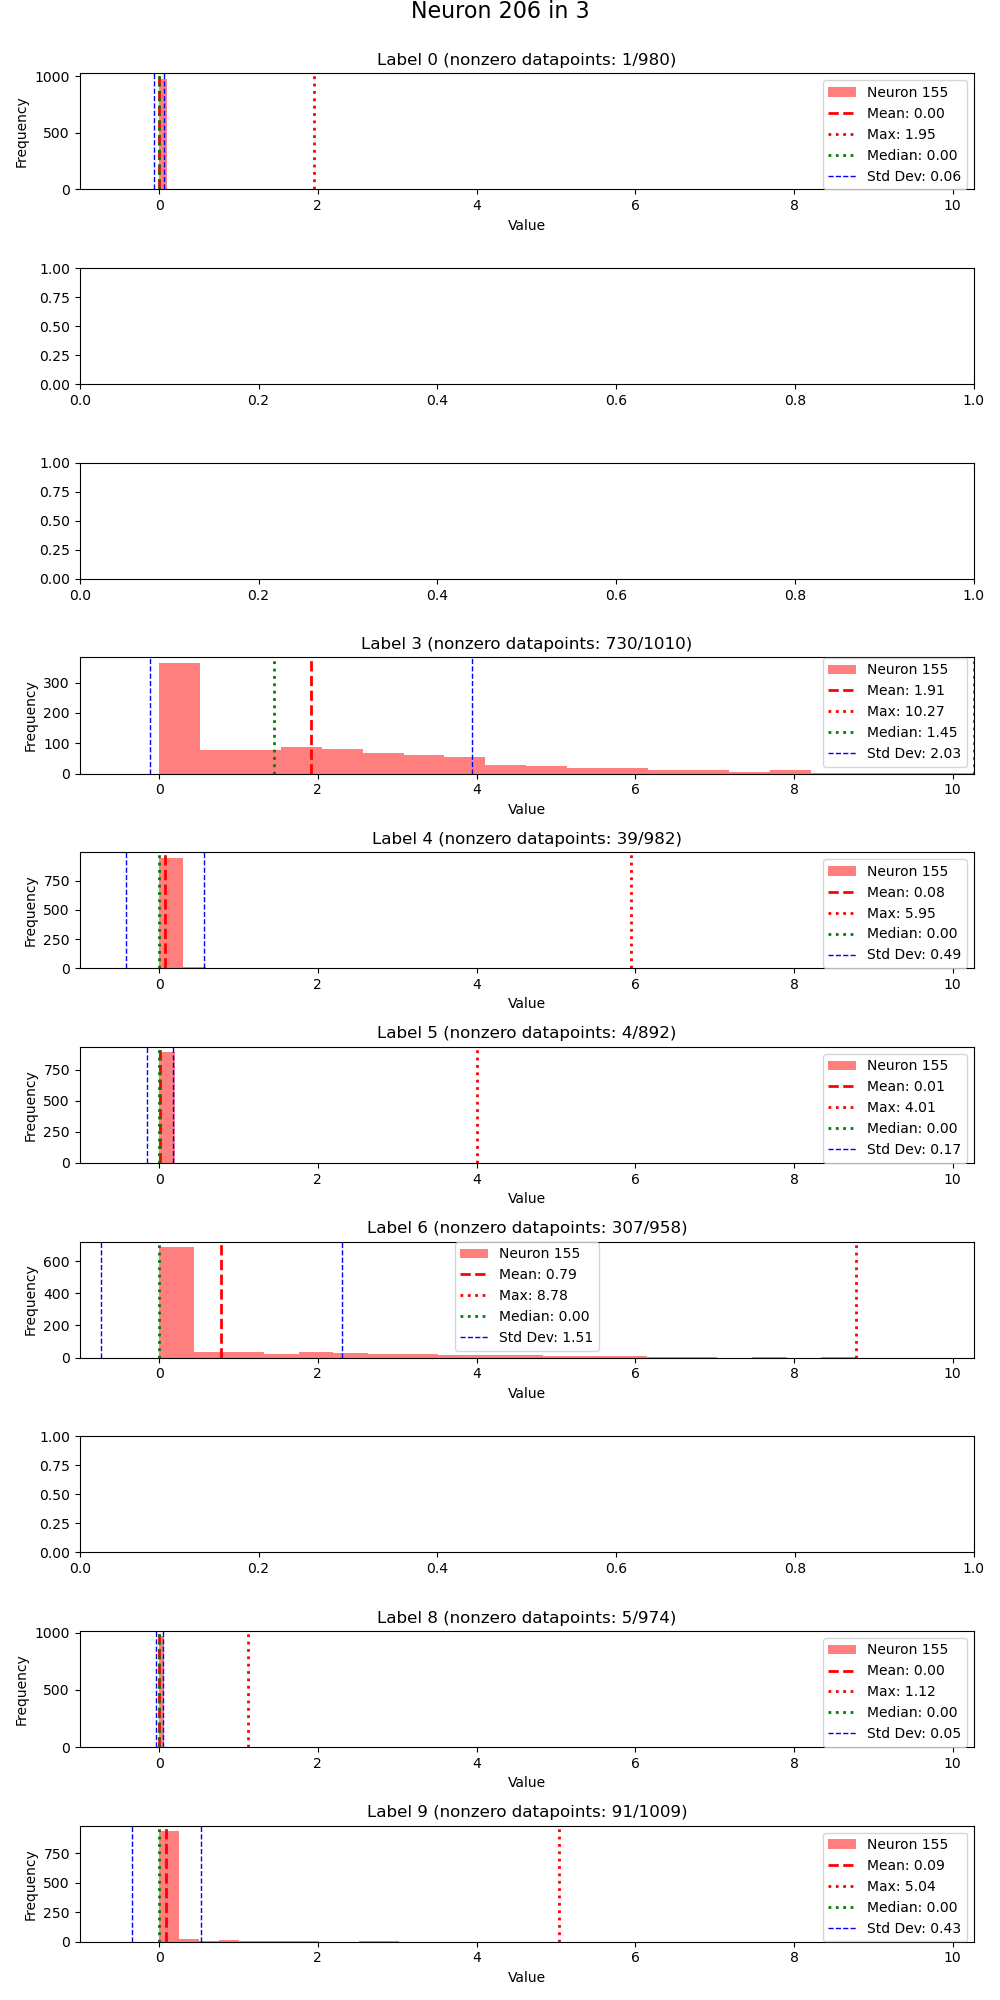 Neuron 206 in 3
Label 0 (nonzero datapoints: 1/980)
Frequency
1000
500
0
Neuron 155
Mean: 0.00
Max: 1.95
Median: 0.00
Std Dev: 0.06
0 2 4 6 8 10
Value
1.00
0.75
0.50
0.25
0.00
0.0 0.2 0.4 0.6 0.8 1.0
1.00
0.75
0.50
0.25
0.00
0.0 0.2 0.4 0.6 0.8 1.0
Label 3 (nonzero datapoints: 730/1010)
Frequency
300
200
100
0
Neuron 155
Mean: 1.91
Max: 10.27
Median: 1.45
Std Dev: 2.03
0 2 4 6 8 10
Value
Label 4 (nonzero datapoints: 39/982)
Frequency
750
500
250
0
Neuron 155
Mean: 0.08
Max: 5.95
Median: 0.00
Std Dev: 0.49
0 2 4 6 8 10
Value
Label 5 (nonzero datapoints: 4/892)
Frequency
750
500
250
0
Neuron 155
Mean: 0.01
Max: 4.01
Median: 0.00
Std Dev: 0.17
0 2 4 6 8 10
Value
Label 6 (nonzero datapoints: 307/958)
Frequency
600
400
200
0
Neuron 155
Mean: 0.79
Max: 8.78
Median: 0.00
Std Dev: 1.51
0 2 4 6 8 10
Value
1.00
0.75
0.50
0.25
0.00
0.0 0.2 0.4 0.6 0.8 1.0
Label 8 (nonzero datapoints: 5/974)
Frequency
1000
500
0
Neuron 155
Mean: 0.00
Max: 1.12
Median: 0.00
Std Dev: 0.05
0 2 4 6 8 10
Value
Label 9 (nonzero datapoints: 91/1009)
Frequency
750
500
250
0
Neuron 155
Mean: 0.09
Max: 5.04
Median: 0.00
Std Dev: 0.43
0 2 4 6 8 10
Value